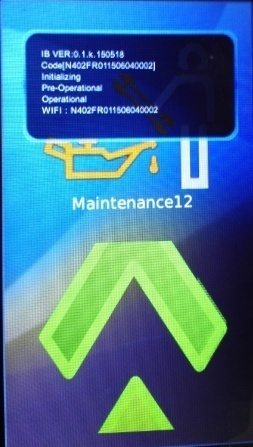 IB VER:0.1.k.150518
Code[N402FR011506040002]
Initializing
Pre-Operational
Operational
WIFI : N402FR011506040002
Maintenance12